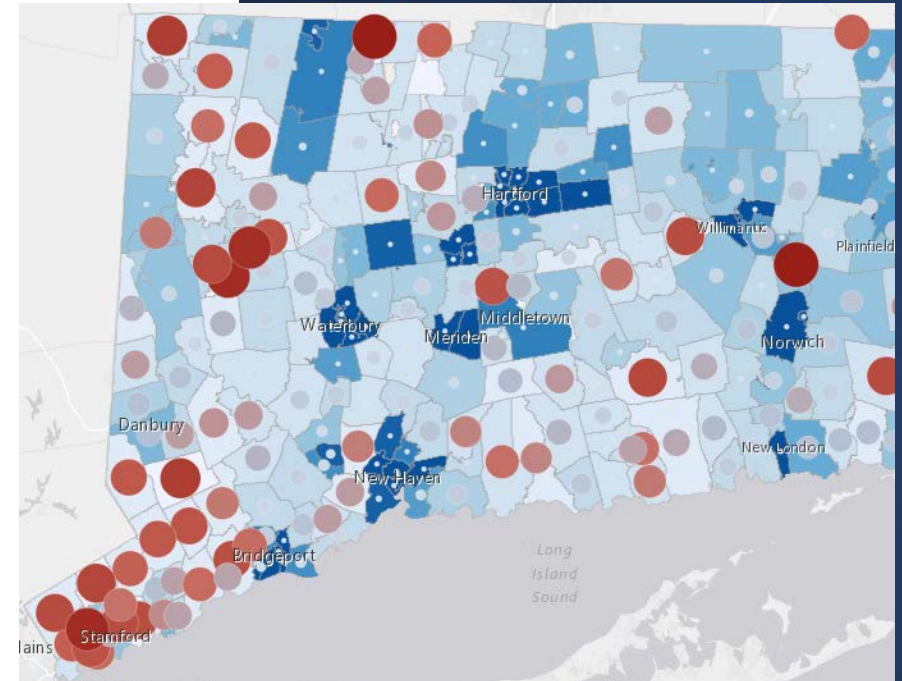 Hartford
Willimantic
Plainfield
Waterbury
Meriden
Middletown
Norwich
Danbury
New London
New Haven
Bridgeport
Long
Island
Sound
Stamford
lains